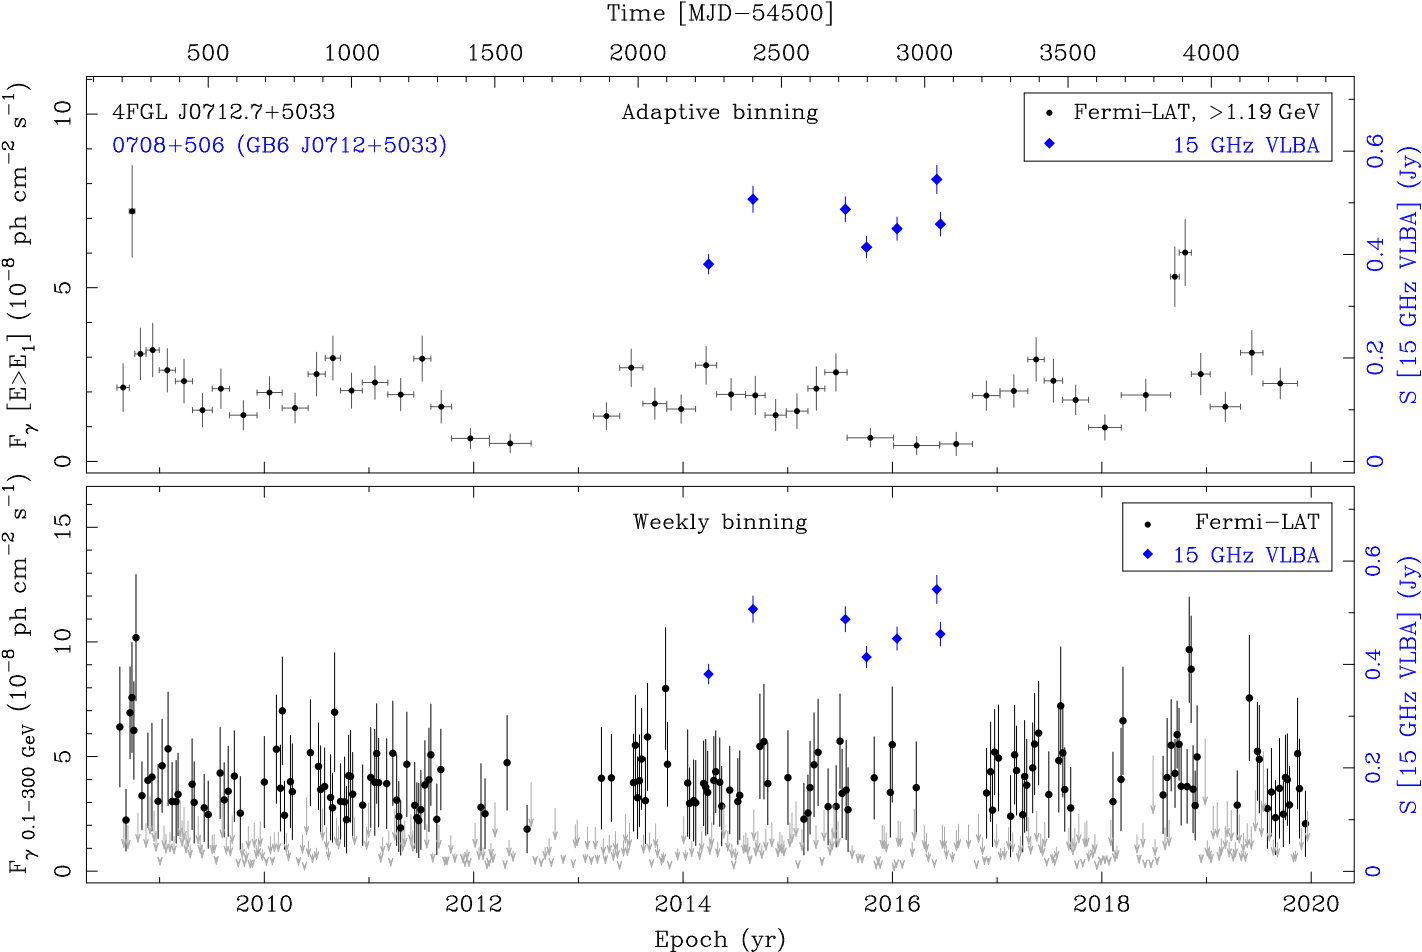 Time [MJD−54500]
500 1000 1500 2000 2500 3000 3500 4000
4FGL J0712.7+5033
0708+506 (GB6 J0712+5033)
Adaptive binning
Fermi−LAT, >1.19 GeV
15 GHz VLBA
F_γ [E>E_1] (10^−8 ph cm^−2 s^−1)
10
5
0
S [15 GHz VLBA] (Jy)
0.6
0.4
0.2
0
Weekly binning
Fermi−LAT
15 GHz VLBA
F_γ 0.1−300 GeV (10^−8 ph cm^−2 s^−1)
15
10
5
0
S [15 GHz VLBA] (Jy)
0.6
0.4
0.2
0
2010 2012 2014 2016 2018 2020
Epoch (yr)